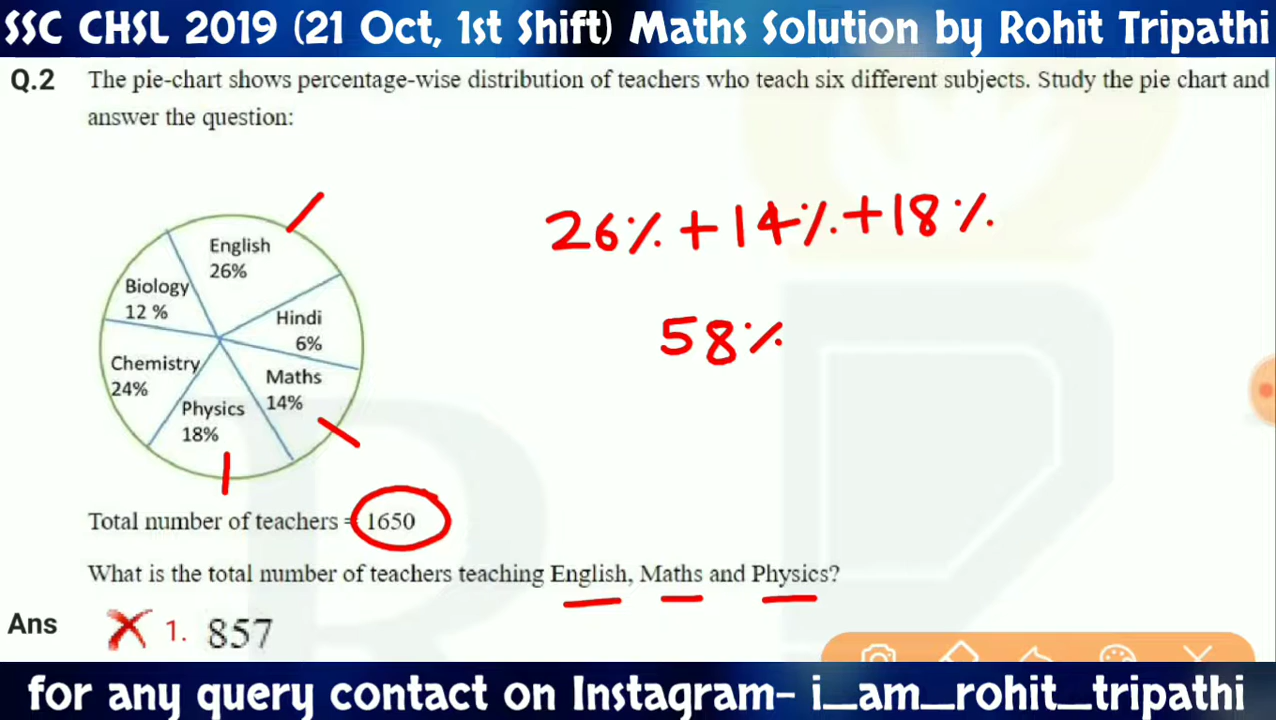 SSC CHSL 2019 (21 Oct, 1st Shift) Maths Solution by Rohit Tripathi
Q.2 The pie-chart shows percentage-wise distribution of teachers who teach six different subjects. Study the pie chart and
answer the question:
26% + 14% + 18%
58%
English
26%
Biology
12 %
Hindi
6%
Chemistry
24%
Maths
14%
Physics
18%
Total number of teachers = 1650
What is the total number of teachers teaching English, Maths and Physics?
Ans 1. 857
for any query contact on Instagram- i_am_rohit_tripathi